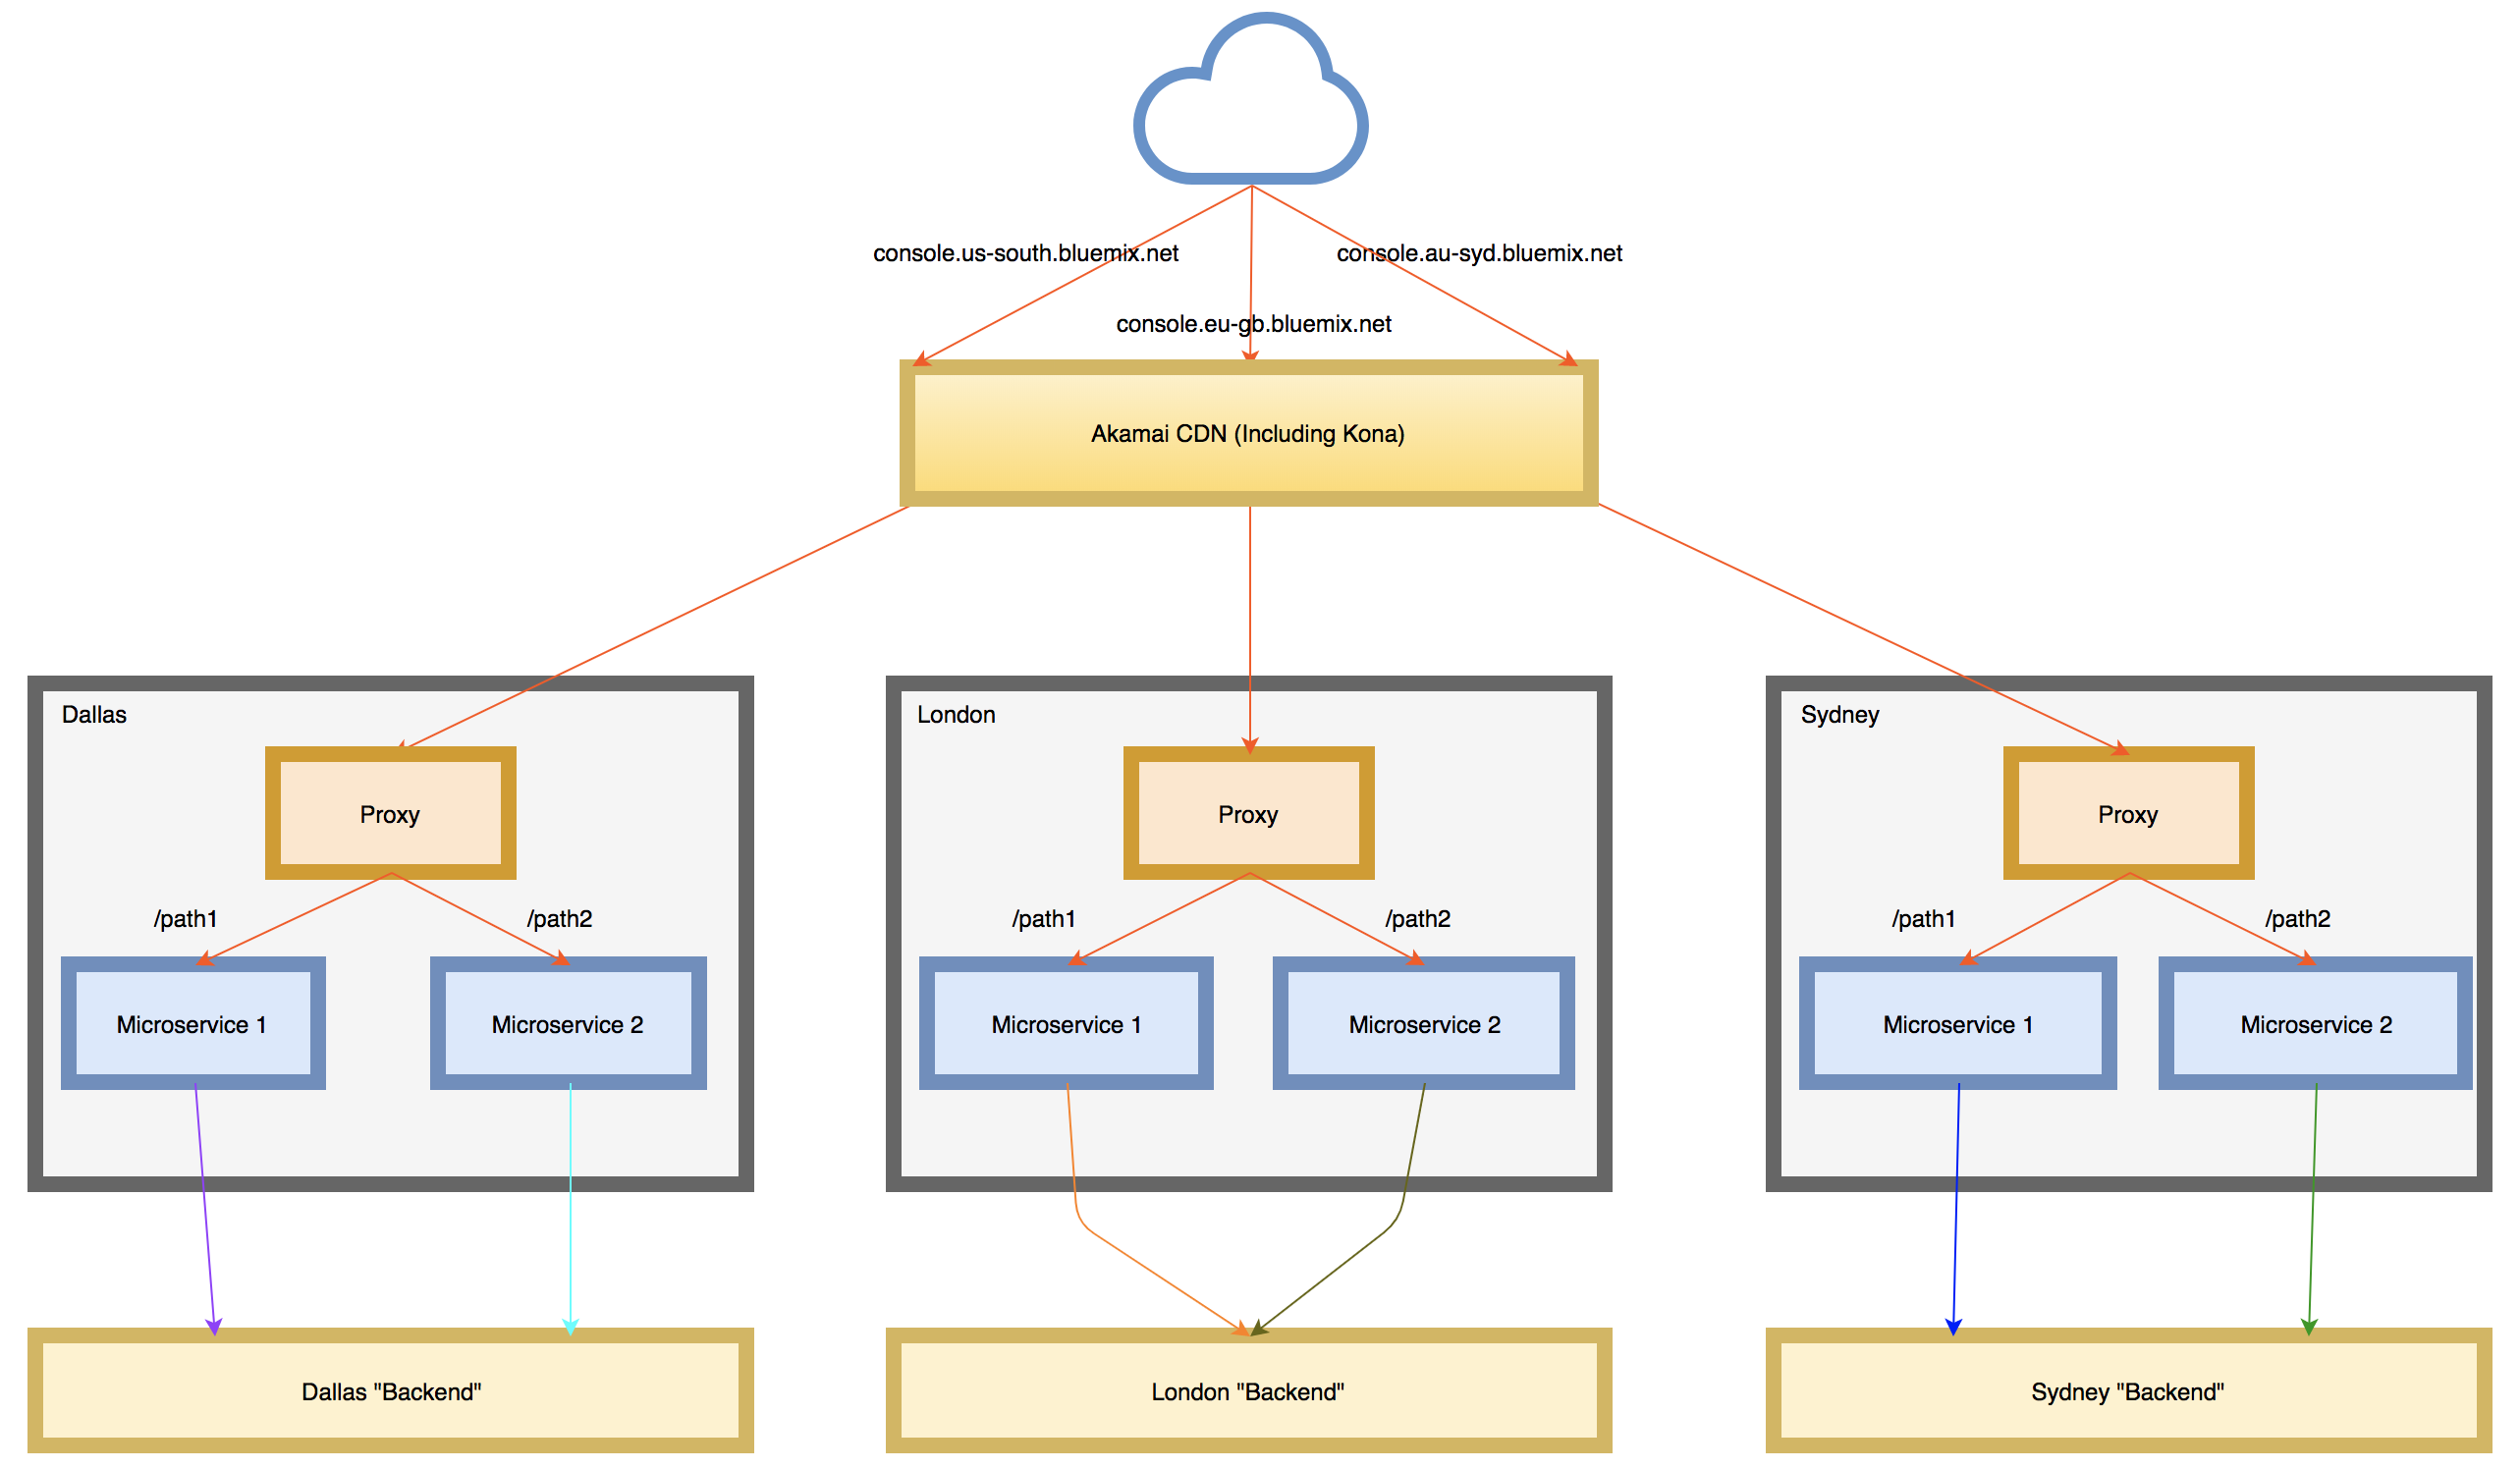 console.us-south.bluemix.net
console.au-syd.bluemix.net
console.eu-gb.bluemix.net
Akamai CDN (Including Kona)
Dallas
London
Sydney
Proxy
Proxy
Proxy
/path1
/path2
/path1
/path2
/path1
/path2
Microservice 1
Microservice 2
Microservice 1
Microservice 2
Microservice 1
Microservice 2
Dallas "Backend"
London "Backend"
Sydney "Backend"